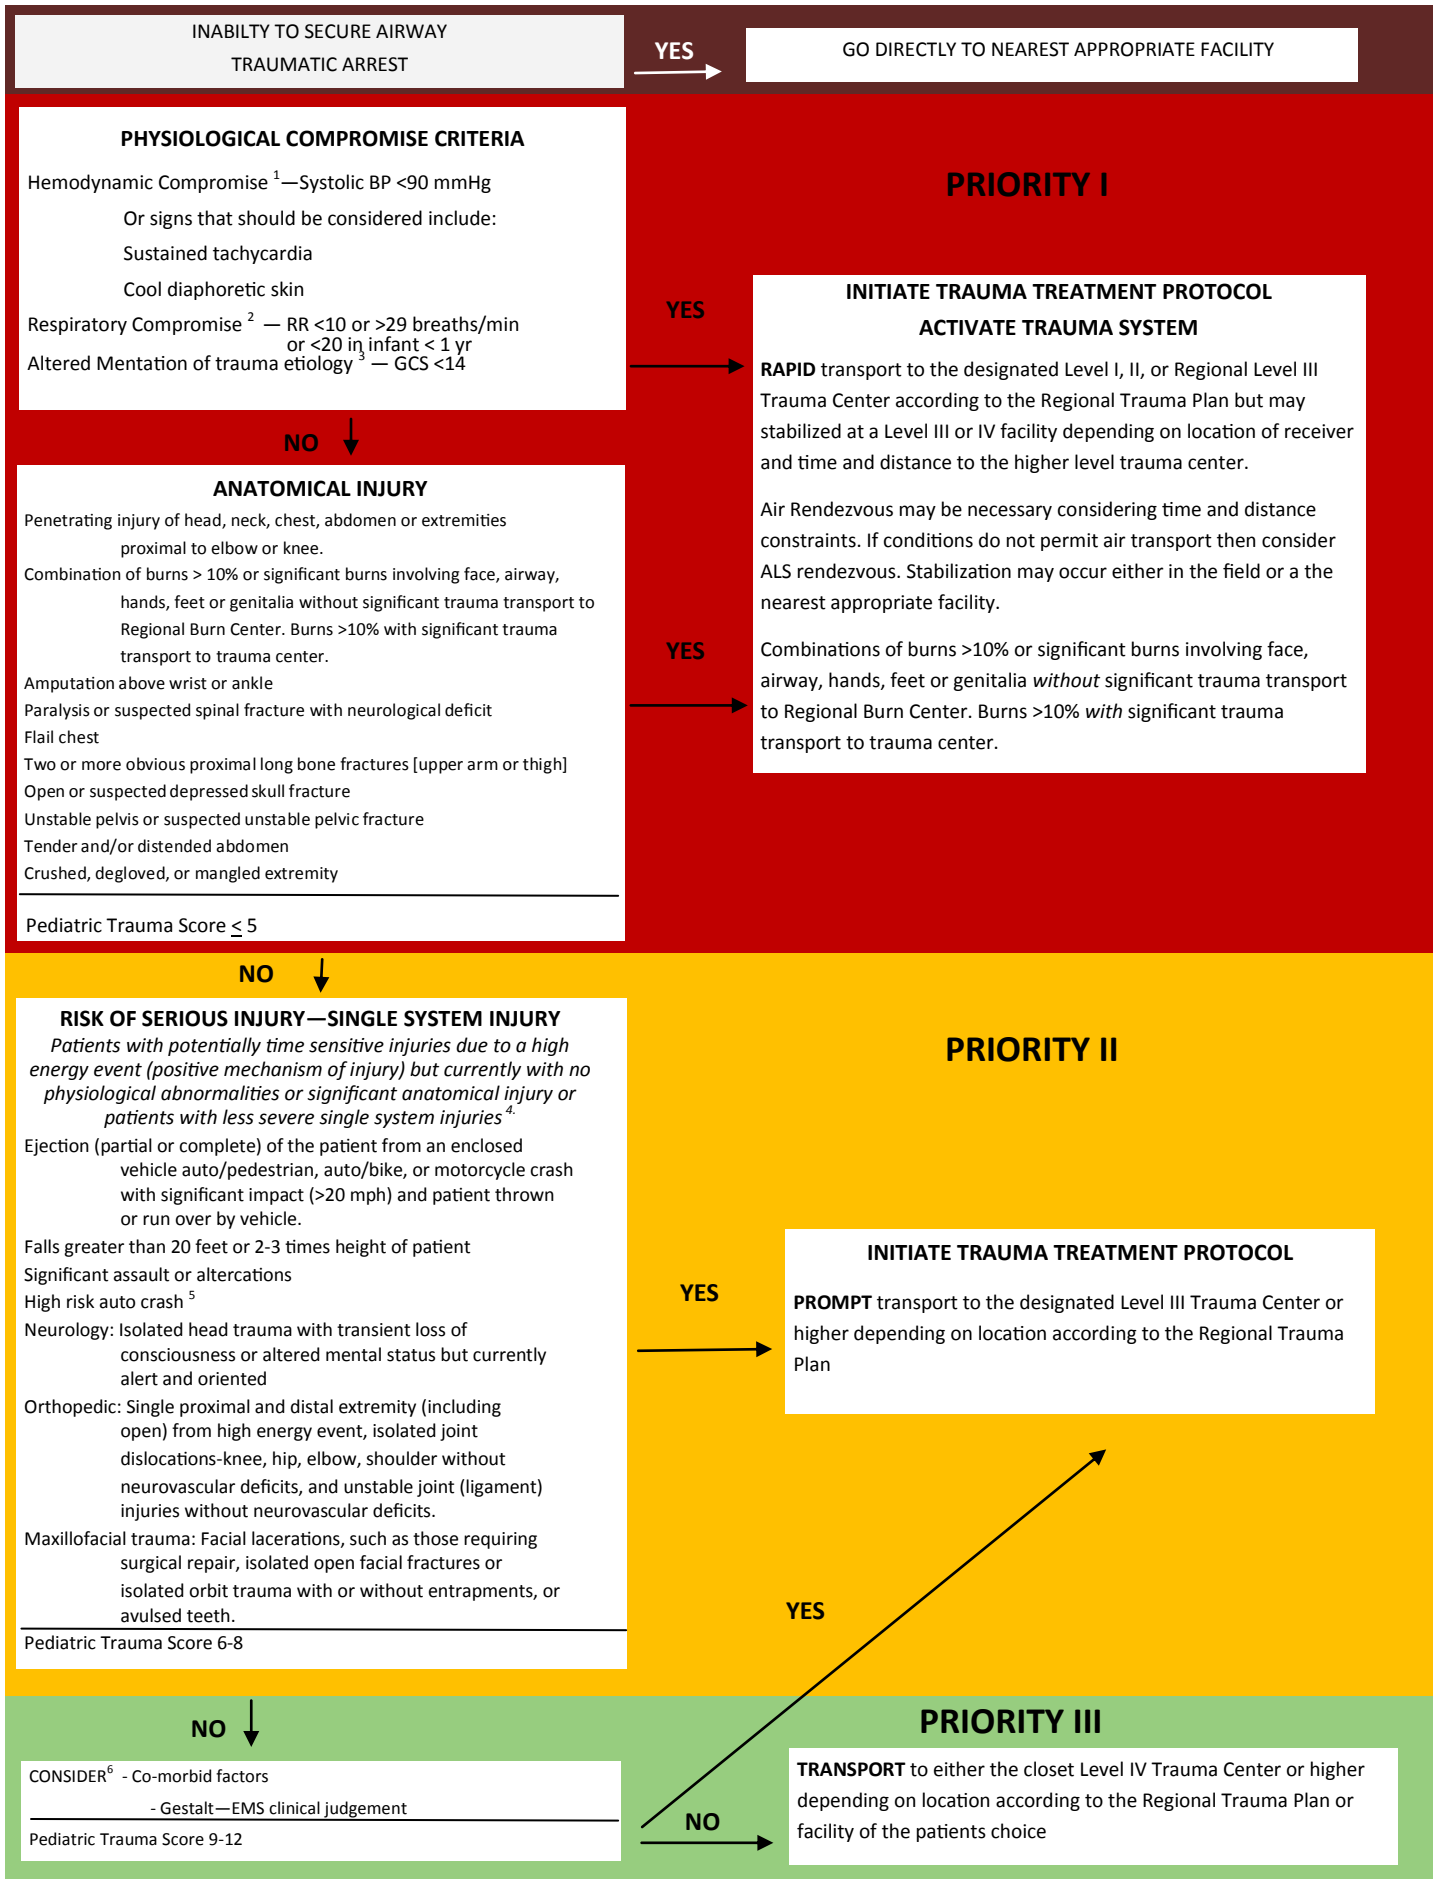 INABILTY TO SECURE AIRWAY
TRAUMATIC ARREST
YES
GO DIRECTLY TO NEAREST APPROPRIATE FACILITY
PHYSIOLOGICAL COMPROMISE CRITERIA
Hemodynamic Compromise 1—Systolic BP <90 mmHg
Or signs that should be considered include:
Sustained tachycardia
Cool diaphoretic skin
Respiratory Compromise 2 — RR <10 or >29 breaths/min
or <20 in infant < 1 yr
Altered Mentation of trauma etiology 3 — GCS <14
PRIORITY I
YES
INITIATE TRAUMA TREATMENT PROTOCOL
ACTIVATE TRAUMA SYSTEM
RAPID transport to the designated Level I, II, or Regional Level III
Trauma Center according to the Regional Trauma Plan but may
stabilized at a Level III or IV facility depending on location of receiver
and time and distance to the higher level trauma center.
Air Rendezvous may be necessary considering time and distance
constraints. If conditions do not permit air transport then consider
ALS rendezvous. Stabilization may occur either in the field or a the
nearest appropriate facility.
Combinations of burns >10% or significant burns involving face,
airway, hands, feet or genitalia without significant trauma transport
to Regional Burn Center. Burns >10% with significant trauma
transport to trauma center.
NO
ANATOMICAL INJURY
Penetrating injury of head, neck, chest, abdomen or extremities
proximal to elbow or knee.
Combination of burns > 10% or significant burns involving face, airway,
hands, feet or genitalia without significant trauma transport to
Regional Burn Center. Burns >10% with significant trauma
transport to trauma center.
Amputation above wrist or ankle
Paralysis or suspected spinal fracture with neurological deficit
Flail chest
Two or more obvious proximal long bone fractures [upper arm or thigh]
Open or suspected depressed skull fracture
Unstable pelvis or suspected unstable pelvic fracture
Tender and/or distended abdomen
Crushed, degloved, or mangled extremity
Pediatric Trauma Score ≤ 5
YES
NO
RISK OF SERIOUS INJURY—SINGLE SYSTEM INJURY
Patients with potentially time sensitive injuries due to a high
energy event (positive mechanism of injury) but currently with no
physiological abnormalities or significant anatomical injury or
patients with less severe single system injuries 4.
Ejection (partial or complete) of the patient from an enclosed
vehicle auto/pedestrian, auto/bike, or motorcycle crash
with significant impact (>20 mph) and patient thrown
or run over by vehicle.
Falls greater than 20 feet or 2-3 times height of patient
Significant assault or altercations
High risk auto crash 5
Neurology: Isolated head trauma with transient loss of
consciousness or altered mental status but currently
alert and oriented
Orthopedic: Single proximal and distal extremity (including
open) from high energy event, isolated joint
dislocations-knee, hip, elbow, shoulder without
neurovascular deficits, and unstable joint (ligament)
injuries without neurovascular deficits.
Maxillofacial trauma: Facial lacerations, such as those requiring
surgical repair, isolated open facial fractures or
isolated orbit trauma with or without entrapments, or
avulsed teeth.
Pediatric Trauma Score 6-8
PRIORITY II
YES
INITIATE TRAUMA TREATMENT PROTOCOL
PROMPT transport to the designated Level III Trauma Center or
higher depending on location according to the Regional Trauma
Plan
YES
NO
CONSIDER6 - Co-morbid factors
- Gestalt—EMS clinical judgement
Pediatric Trauma Score 9-12
NO
PRIORITY III
TRANSPORT to either the closet Level IV Trauma Center or higher
depending on location according to the Regional Trauma Plan or
facility of the patients choice